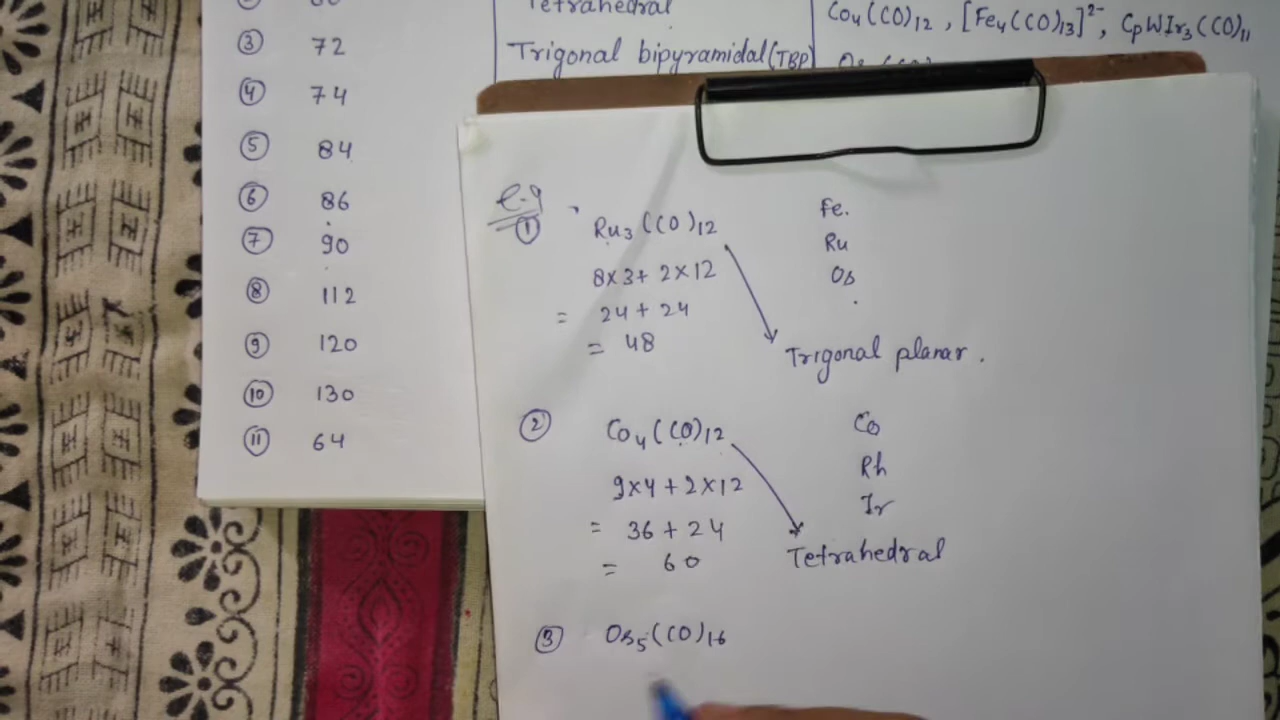 Tetrahedral
Co₄(CO)₁₂, [Fe₄(CO)₁₃]²⁻, CpWIr₃(CO)₁₁
③ 72
Trigonal bipyramidal (TBP)
④ 74
⑤ 84
⑥ 86
⑦ 90
⑧ 112
⑨ 120
⑩ 130
⑪ 64
e.g
① Ru₃(CO)₁₂
8×3+2×12
= 24+24
= 48
Fe.
Ru
Os
Trigonal planar.
② Co₄(CO)₁₂
9×4+2×12
= 36+24
= 60
Co
Rh
Ir
Tetrahedral
③ Os₅(CO)₁₆